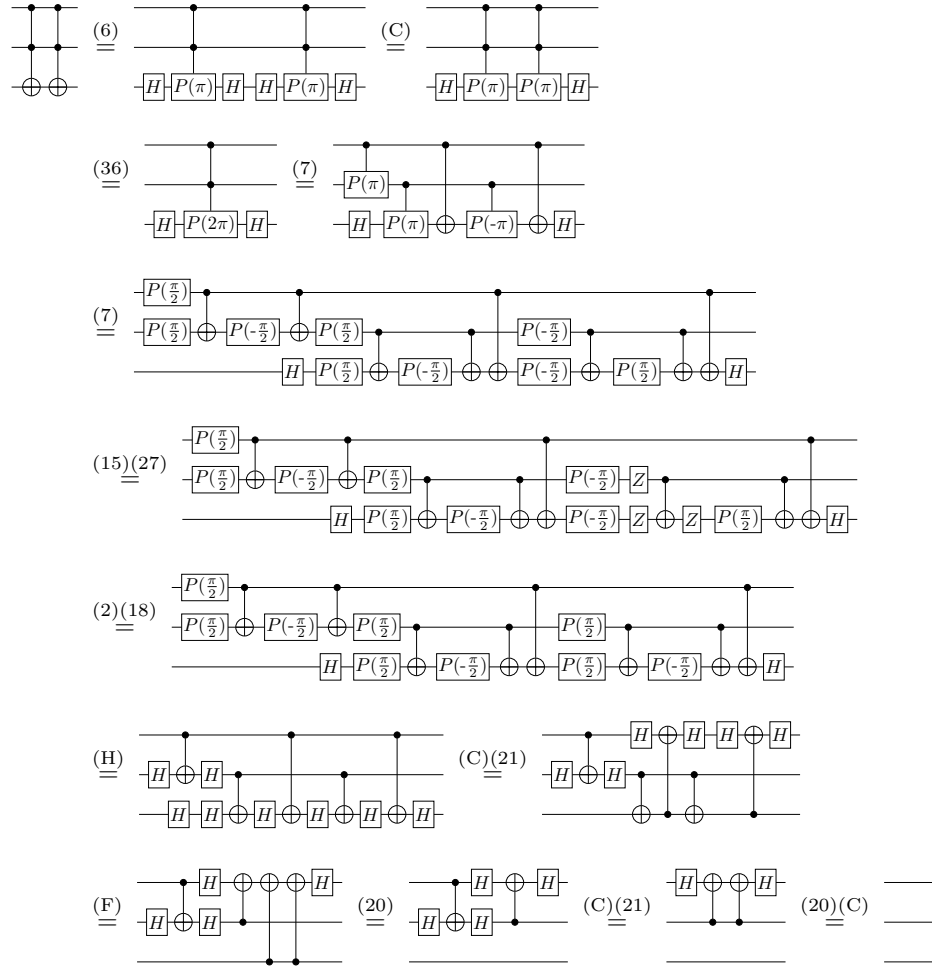 (6) = (C) =
H P(π) H H P(π) H H P(π) P(π) H
(36) = (7) =
P(π)
H P(2π) H H P(π) P(-π) H
(7) =
P(π/2)
P(π/2) P(-π/2) P(π/2) P(-π/2)
H P(π/2) P(-π/2) P(-π/2) P(π/2) H
(15)(27) =
P(π/2)
P(π/2) P(-π/2) P(π/2) P(-π/2) Z
H P(π/2) P(-π/2) P(-π/2) Z Z P(π/2) H
(2)(18) =
P(π/2)
P(π/2) P(-π/2) P(π/2) P(π/2)
H P(π/2) P(-π/2) P(π/2) P(-π/2) H
H H H H
(H) = (C)(21) =
H H H H
H H H H H H
H H
(F) = (20) = (C)(21) = (20)(C) =
H H H H